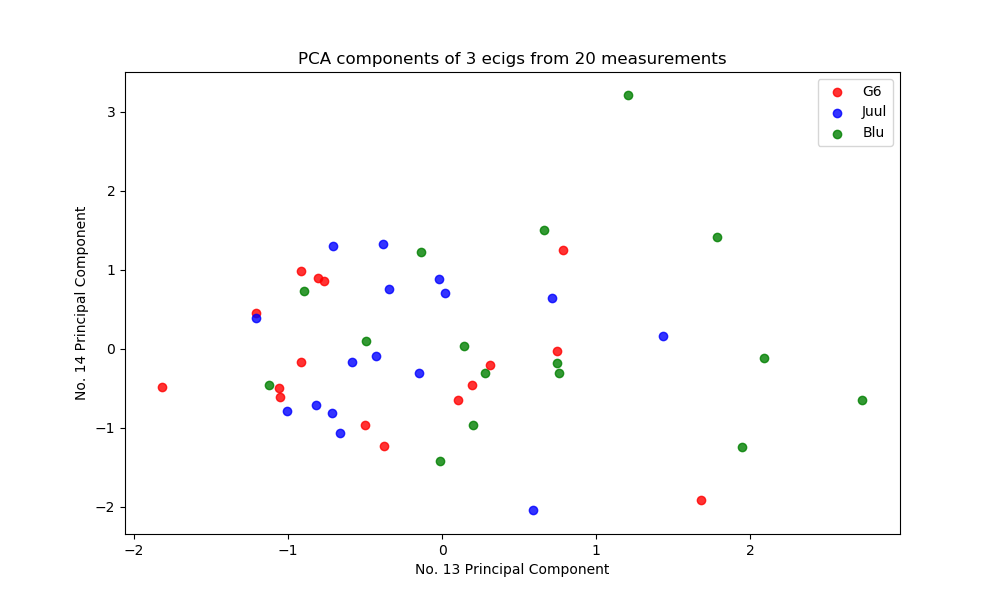 PCA components of 3 ecigs from 20 measurements
G6
Juul
Blu
3
2
1
0
−1
−2
No. 14 Principal Component
−2
−1
0
1
2
No. 13 Principal Component